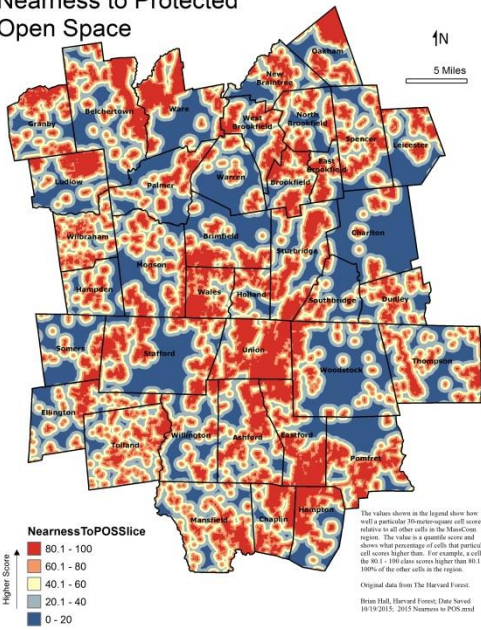 Nearness to Protected
Open Space
N
5 Miles
Oakham
New
Braintree
Belchertown
Ware
Granby
West
Brookfield
North
Brookfield
Spencer
Leicester
East
Brookfield
Ludlow
Palmer
Warren
Brookfield
Wilbraham
Brimfield
Charlton
Sturbridge
Monson
Hampden
Wales
Holland
Southbridge
Dudley
Somers
Stafford
Union
Woodstock
Thompson
Ellington
Tolland
Willington
Ashford
Eastford
Pomfret
Mansfield
Chaplin
Hampton
NearnessToPOSSlice
Higher Score
80.1 - 100
60.1 - 80
40.1 - 60
20.1 - 40
0 - 20
The values shown in the legend show how
well a particular 30-meter-square cell score
relative to all other cells in the MassConn
region. The value is a quantile score and
shows what percentage of cells that particul
cell scores higher than. For example, a cell
the 80.1 - 100 class scores higher than 80.1
100% of the other cells in the region.
Original data from The Harvard Forest.
Brian Hall, Harvard Forest; Date Saved
10/19/2015; 2015 Nearness to POS.mxd